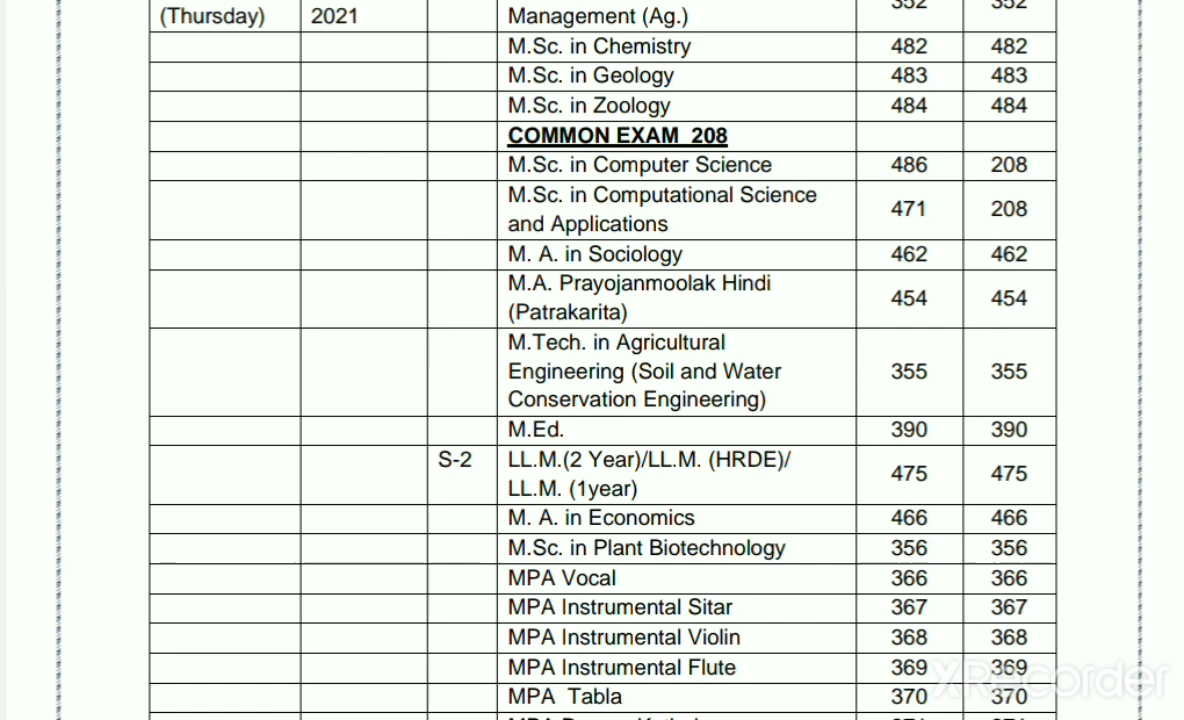 352 352
(Thursday) 2021 Management (Ag.)
M.Sc. in Chemistry 482 482
M.Sc. in Geology 483 483
M.Sc. in Zoology 484 484
COMMON EXAM 208
M.Sc. in Computer Science 486 208
M.Sc. in Computational Science
and Applications 471 208
M. A. in Sociology 462 462
M.A. Prayojanmoolak Hindi
(Patrakarita) 454 454
M.Tech. in Agricultural
Engineering (Soil and Water 355 355
Conservation Engineering)
M.Ed. 390 390
S-2 LL.M.(2 Year)/LL.M. (HRDE)/
LL.M. (1year) 475 475
M. A. in Economics 466 466
M.Sc. in Plant Biotechnology 356 356
MPA Vocal 366 366
MPA Instrumental Sitar 367 367
MPA Instrumental Violin 368 368
MPA Instrumental Flute 369 369
XRecorder
MPA Tabla 370 370